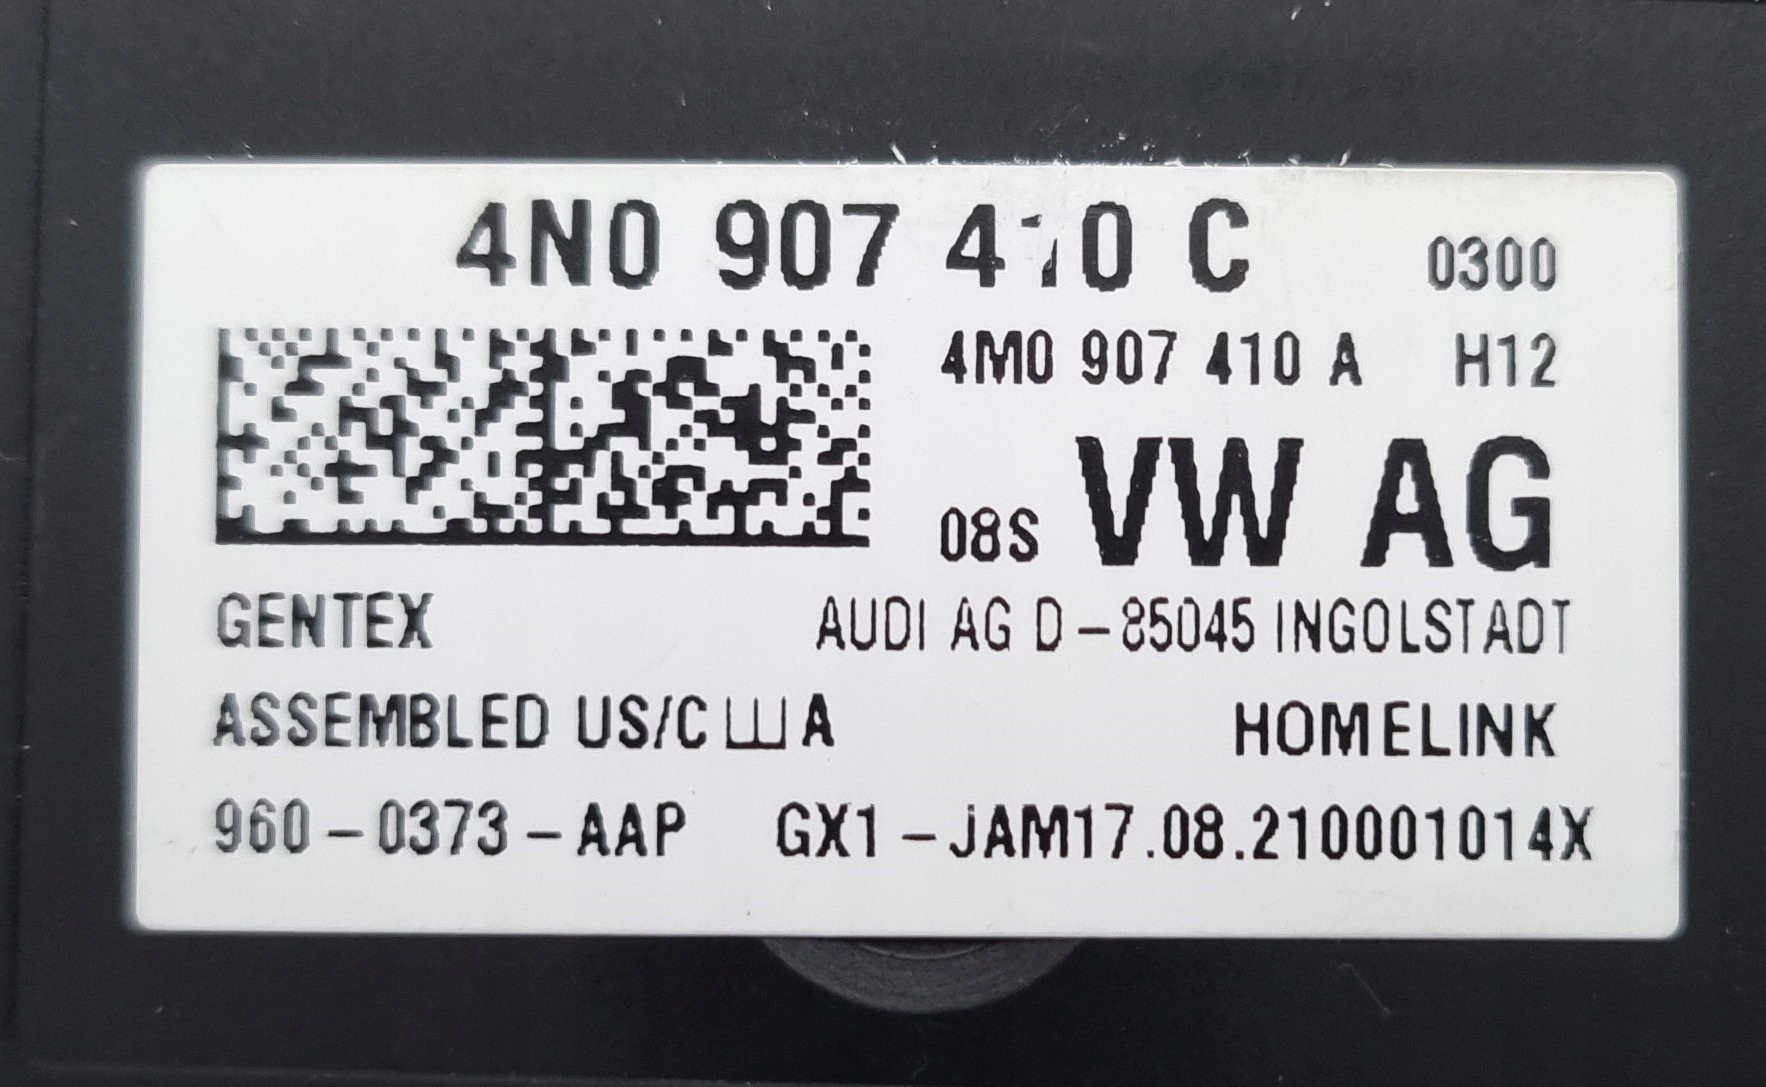 4N0 907 410 C 0300
4M0 907 410 A H12
08S VW AG
GENTEX AUDI AG D-85045 INGOLSTADT
ASSEMBLED US/C Ш A HOMELINK
960-0373-AAP GX1-JAM17.08.210001014X